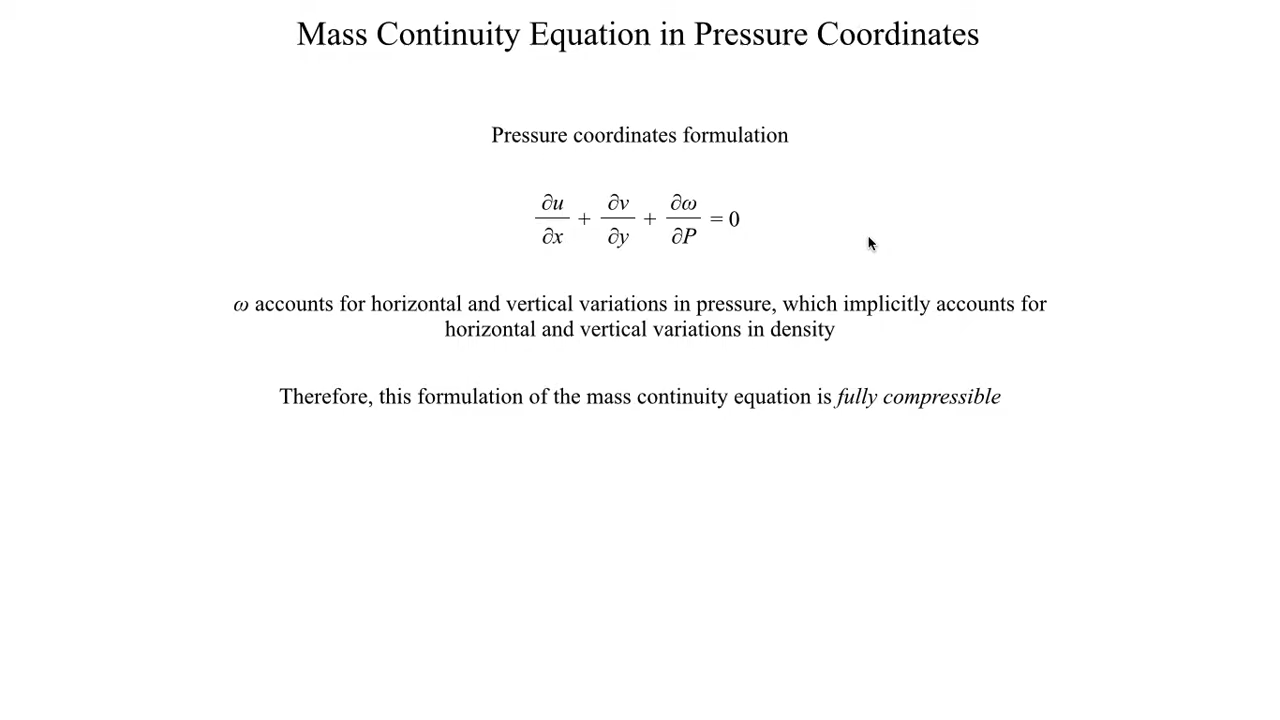 Mass Continuity Equation in Pressure Coordinates
Pressure coordinates formulation
∂u/∂x + ∂v/∂y + ∂ω/∂P = 0
ω accounts for horizontal and vertical variations in pressure, which implicitly accounts for
horizontal and vertical variations in density
Therefore, this formulation of the mass continuity equation is fully compressible